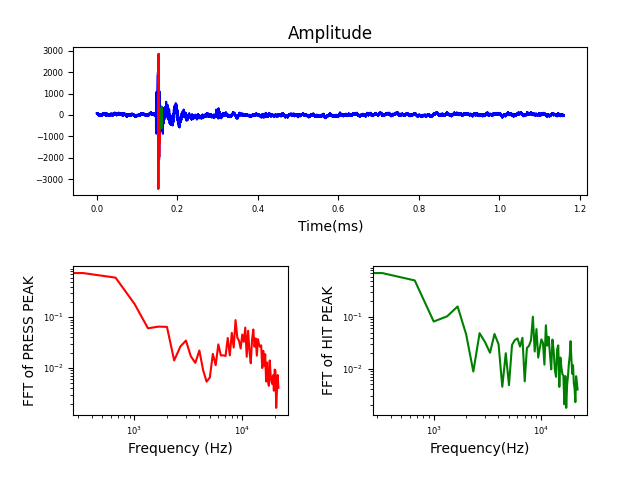 Amplitude
3000
2000
1000
0
−1000
−2000
−3000
0.0 0.2 0.4 0.6 0.8 1.0 1.2
Time(ms)
FFT of PRESS PEAK
10⁻¹
10⁻²
10³ 10⁴
Frequency (Hz)
FFT of HIT PEAK
10⁻¹
10⁻²
10³ 10⁴
Frequency(Hz)